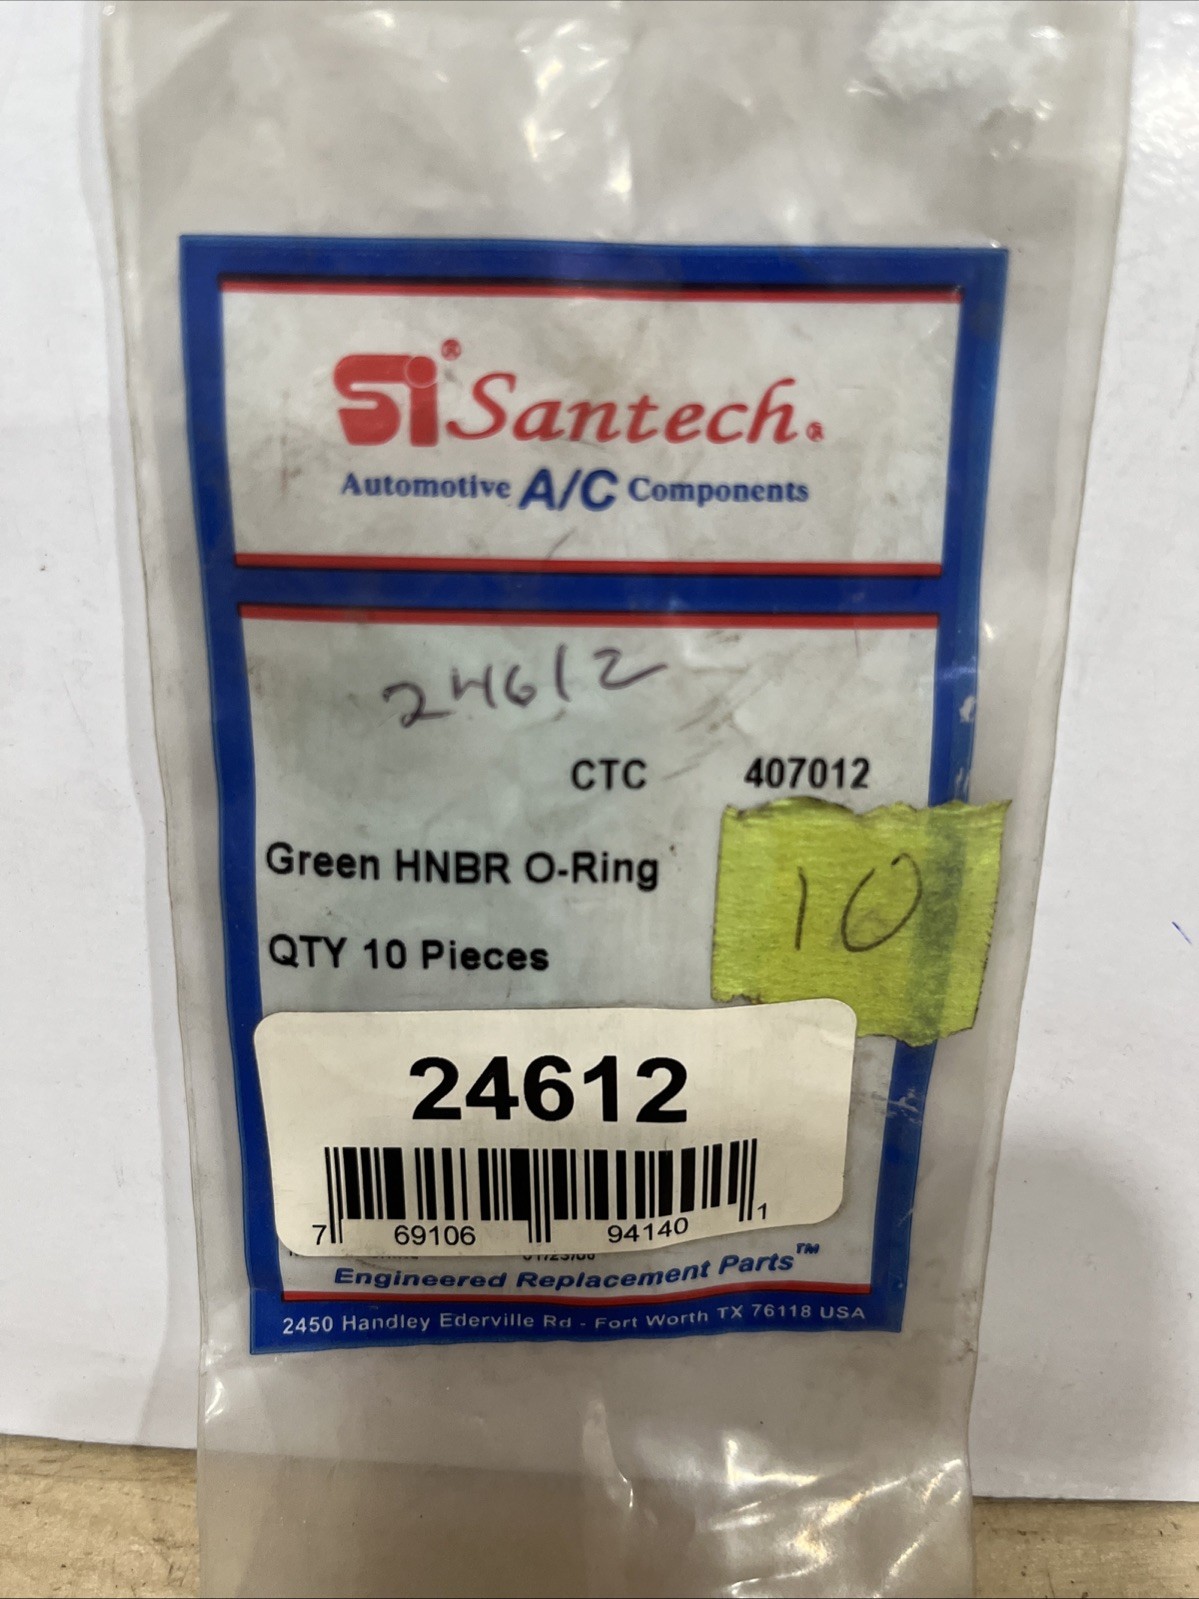 Si® Santech®
Automotive A/C Components
24612
CTC 407012
Green HNBR O-Ring
QTY 10 Pieces
10
24612
7 69106 94140 1
Engineered Replacement Parts™
2450 Handley Ederville Rd - Fort Worth TX 76118 USA